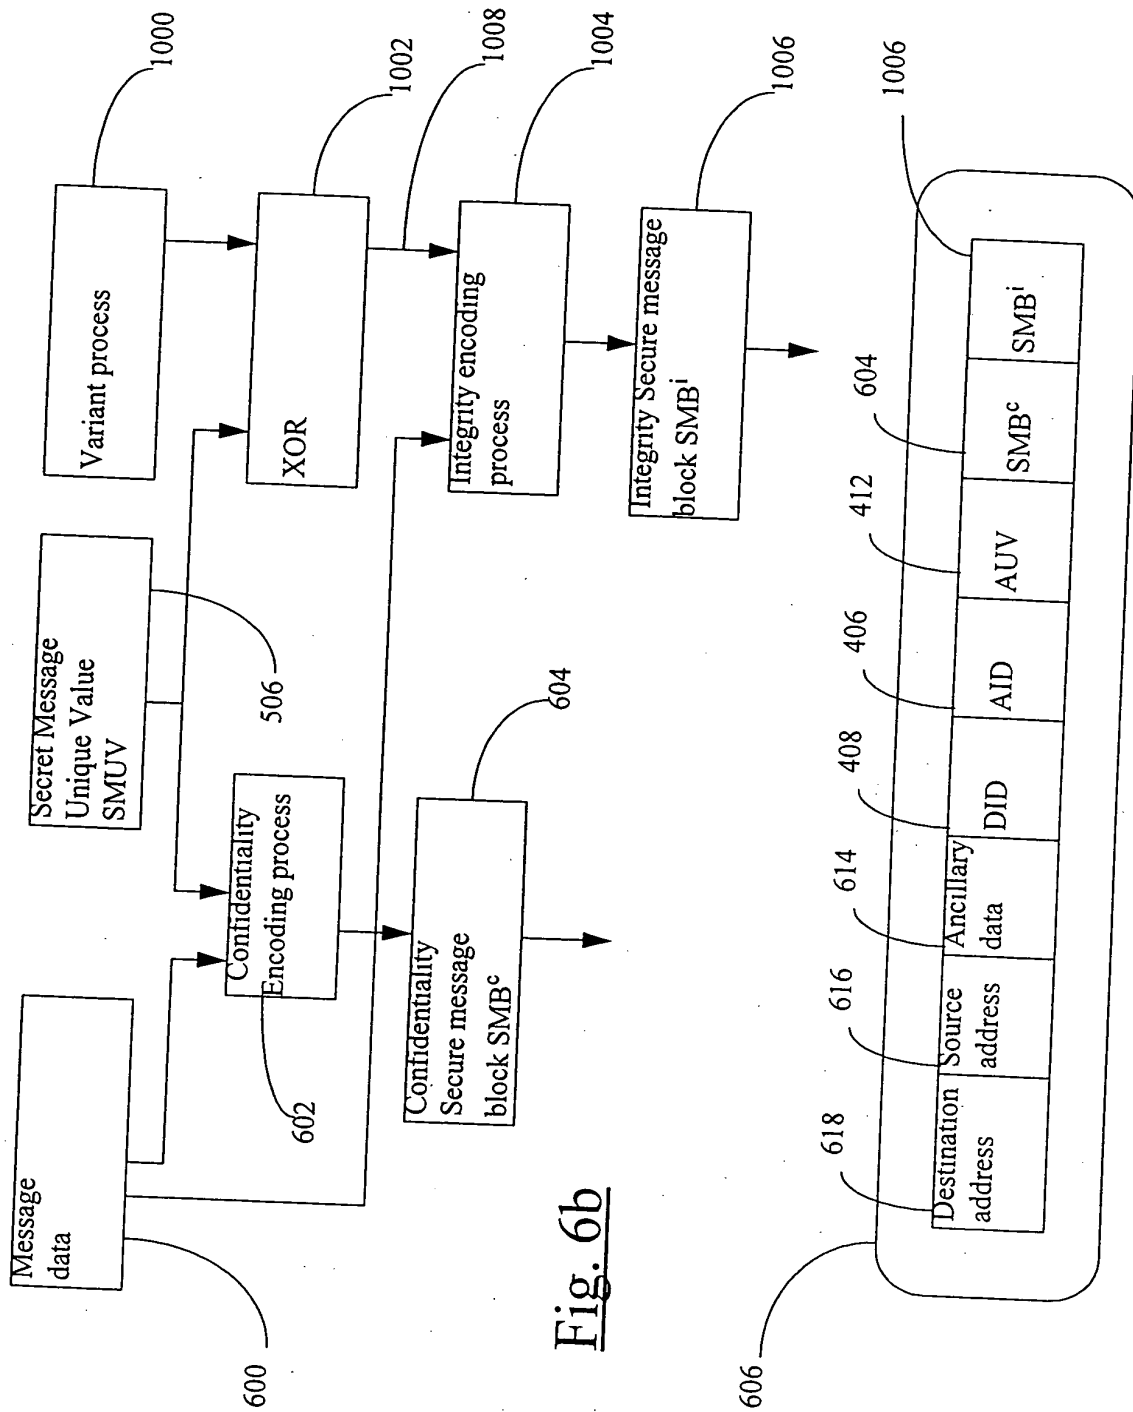 Message
data
600
Secret Message
Unique Value
SMUV
506
Variant process
1000
Confidentiality
Encoding process
602
XOR
1002
1008
Confidentiality
Secure message
block SMBᶜ
604
Integrity encoding
process
1004
Integrity Secure message
block SMBⁱ
1006
Fig. 6b
606
618
616
614
408
406
412
604
1006
Destination
address
Source
address
Ancillary
data
DID
AID
AUV
SMBᶜ
SMBⁱ